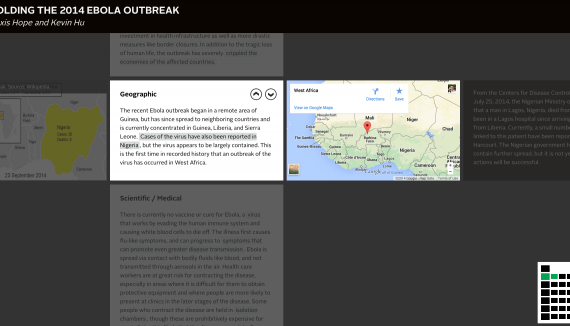 OLDING THE 2014 EBOLA OUTBREAK
xis Hope and Kevin Hu
investment in health infrastructure as well as more drastic
measures like border closures. In addition to the tragic loss
of human life, the outbreak has severely crippled the
economies of the affected countries.
Geographic
The recent Ebola outbreak began in a remote area of
Guinea, but has since spread to neighboring countries and
is currently concentrated in Guinea, Liberia, and Sierra
Leone. Cases of the virus have also been reported in
Nigeria, but the virus appears to be largely contained. This
is the first time in recorded history that an outbreak of the
virus has occurred in West Africa.
23 September 2014
West Africa
Directions
Save
View on Google Maps
Mali
Niger
Senegal
The Gambia
Burkina Faso
Guinea-Bissau
Guinea
Sierra Leone
Ghana
Nigeria
Liberia
Cameroon
Google
Terms of Use
From the Centers for Disease Control
July 25, 2014, the Nigerian Ministry o
that a man in Lagos, Nigeria, died from
in a Lagos hospital since arriving
from Liberia. Currently, a small number
linked to this patient have been repor
Harcourt. The Nigerian government
contain further spread, but it is not y
actions will be successful.
Scientific / Medical
There is currently no vaccine or cure for Ebola, a virus
that works by evading the human immune system and
causing white blood cells to die off. The illness first causes
flu-like symptoms, and can progress to symptoms that
can promote even greater disease transmission. Ebola is
spread via contact with bodily fluids like blood, and not
transmitted through aerosols in the air. Health care
workers are at great risk for contracting the disease,
especially in areas where it is difficult for them to obtain
protective equipment and where people are more likely to
present at clinics in the later stages of the disease. Some
people who contract the disease are held in isolation
chambers, though these are prohibitively expensive for